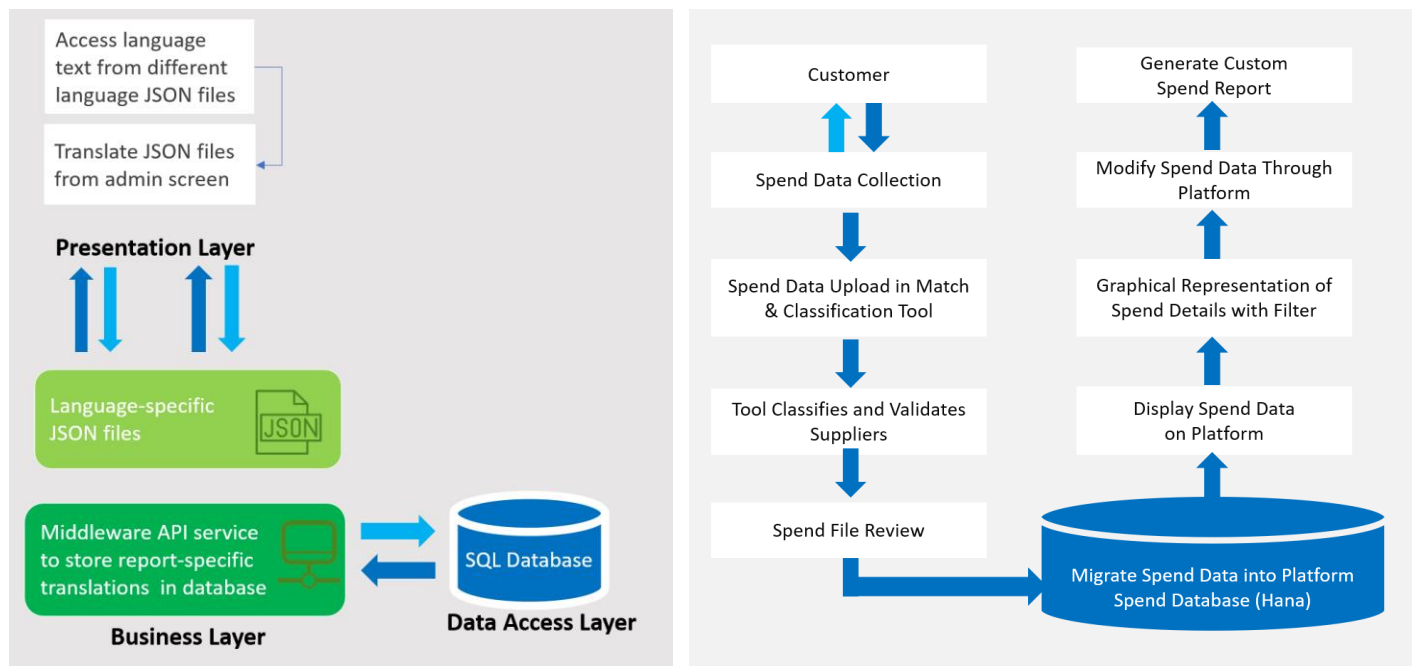 Access language
text from different
language JSON files
Translate JSON files
from admin screen
Presentation Layer
Language-specific
JSON files
JSON
Middleware API service
to store report-specific
translations in database
Business Layer
SQL Database
Data Access Layer
Customer
Spend Data Collection
Spend Data Upload in Match
& Classification Tool
Tool Classifies and Validates
Suppliers
Spend File Review
Migrate Spend Data into Platform
Spend Database (Hana)
Display Spend Data
on Platform
Graphical Representation of
Spend Details with Filter
Modify Spend Data Through
Platform
Generate Custom
Spend Report